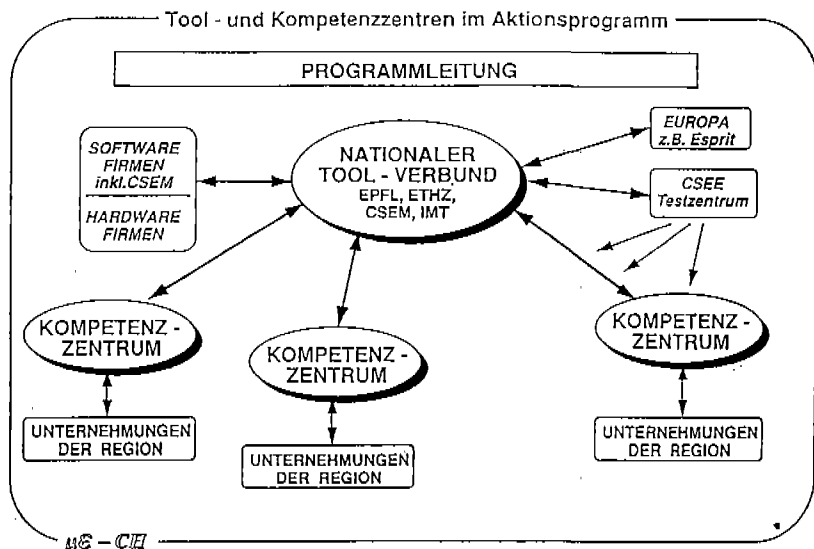 Tool - und Kompetenzzentren im Aktionsprogramm
PROGRAMMLEITUNG
SOFTWARE
FIRMEN
inkl.CSEM
HARDWARE
FIRMEN
NATIONALER
TOOL - VERBUND
EPFL, ETHZ,
CSEM, IMT
EUROPA
z.B. Esprit
CSEE
Testzentrum
KOMPETENZ -
ZENTRUM
KOMPETENZ -
ZENTRUM
KOMPETENZ -
ZENTRUM
UNTERNEHMUNGEN
DER REGION
UNTERNEHMUNGEN
DER REGION
UNTERNEHMUNGEN
DER REGION
µE – CH